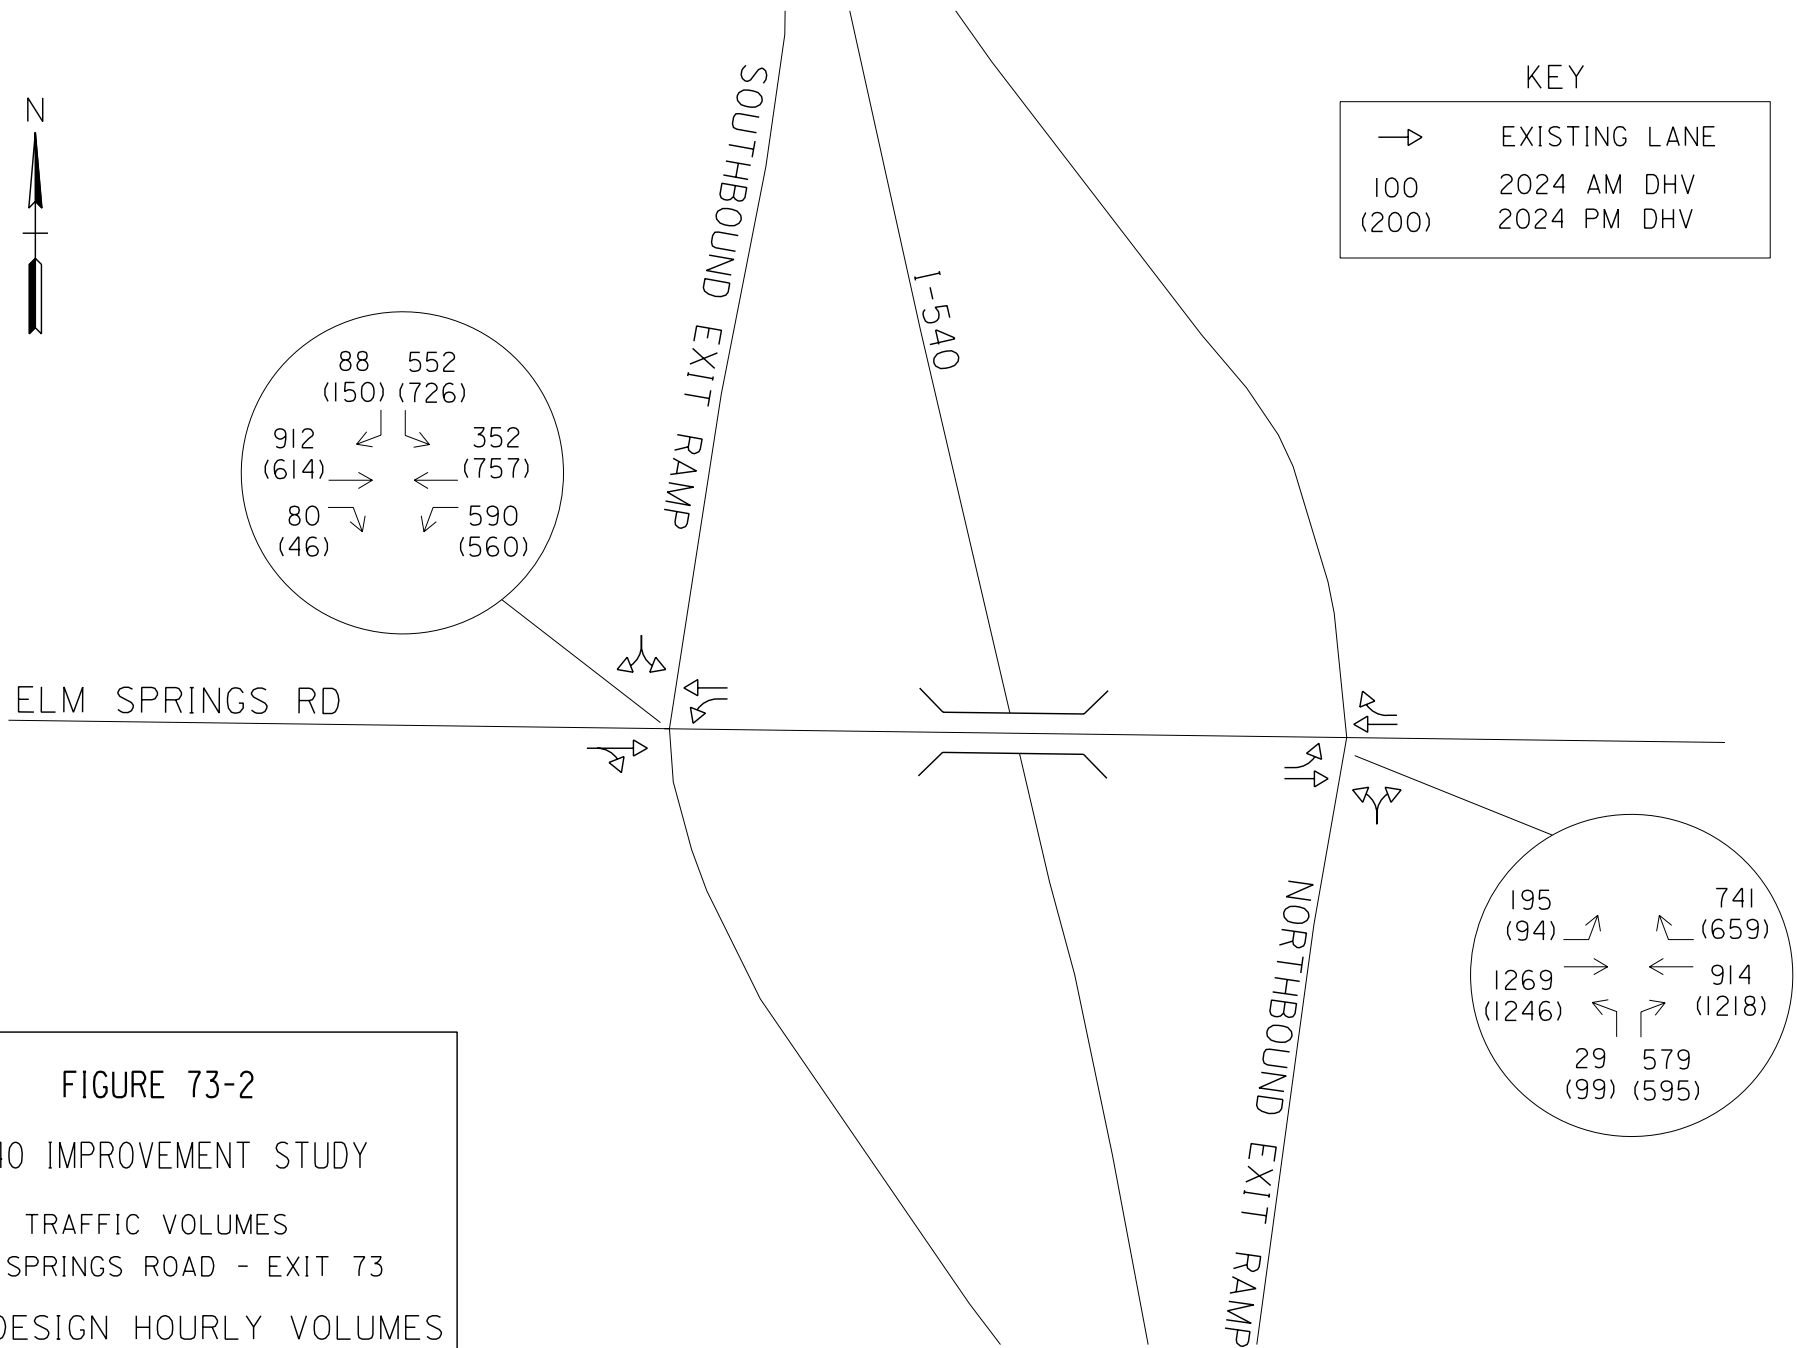 KEY
EXISTING LANE
100 2024 AM DHV
(200) 2024 PM DHV
N
SOUTHBOUND EXIT RAMP
I-540
88 552
(150) (726)
912 352
(614) (757)
80 590
(46) (560)
ELM SPRINGS RD
NORTHBOUND EXIT RAMP
195 741
(94) (659)
1269 914
(1246) (1218)
29 579
(99) (595)
FIGURE 73-2
IMPROVEMENT STUDY
TRAFFIC VOLUMES
SPRINGS ROAD - EXIT 73
DESIGN HOURLY VOLUMES